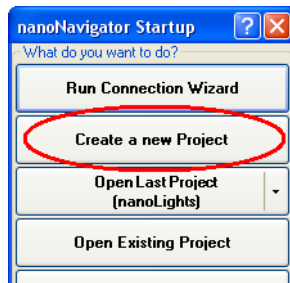 nanoNavigator Startup
What do you want to do?
Run Connection Wizard
Create a new Project
Open Last Project
(nanoLights)
Open Existing Project